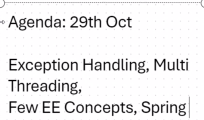 Agenda: 29th Oct
Exception Handling, Multi
Threading,
Few EE Concepts, Spring